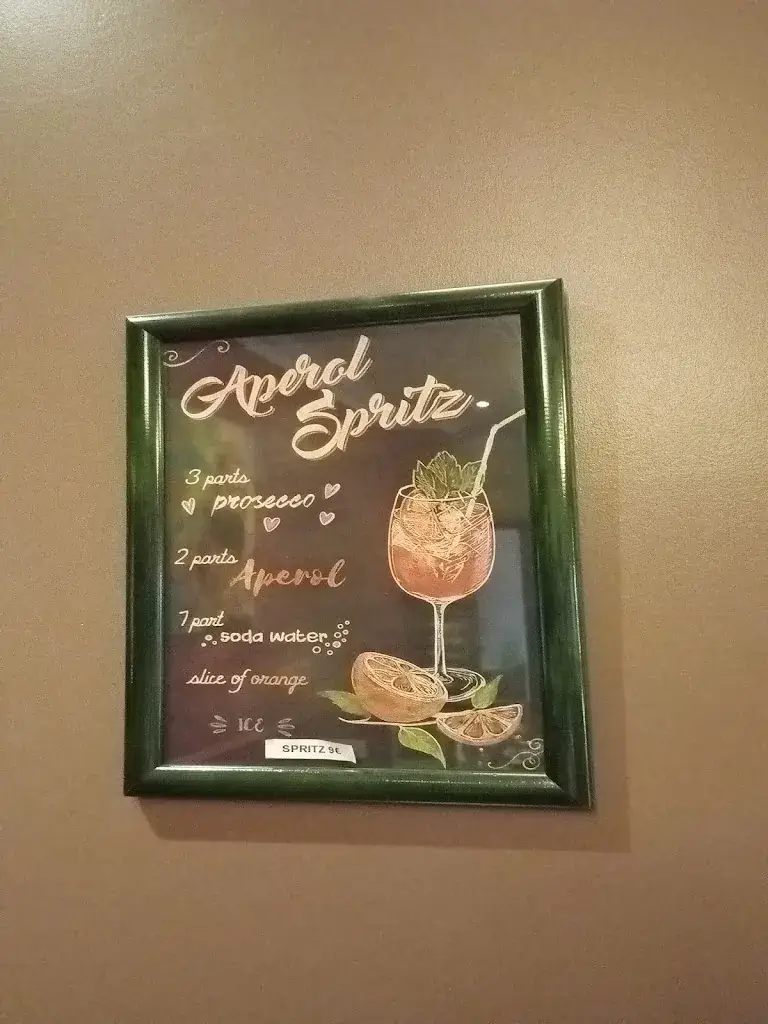 Aperol
Spritz
3 parts
prosecco
2 parts
Aperol
1 part
soda water
slice of orange
ICE
SPRITZ 9€